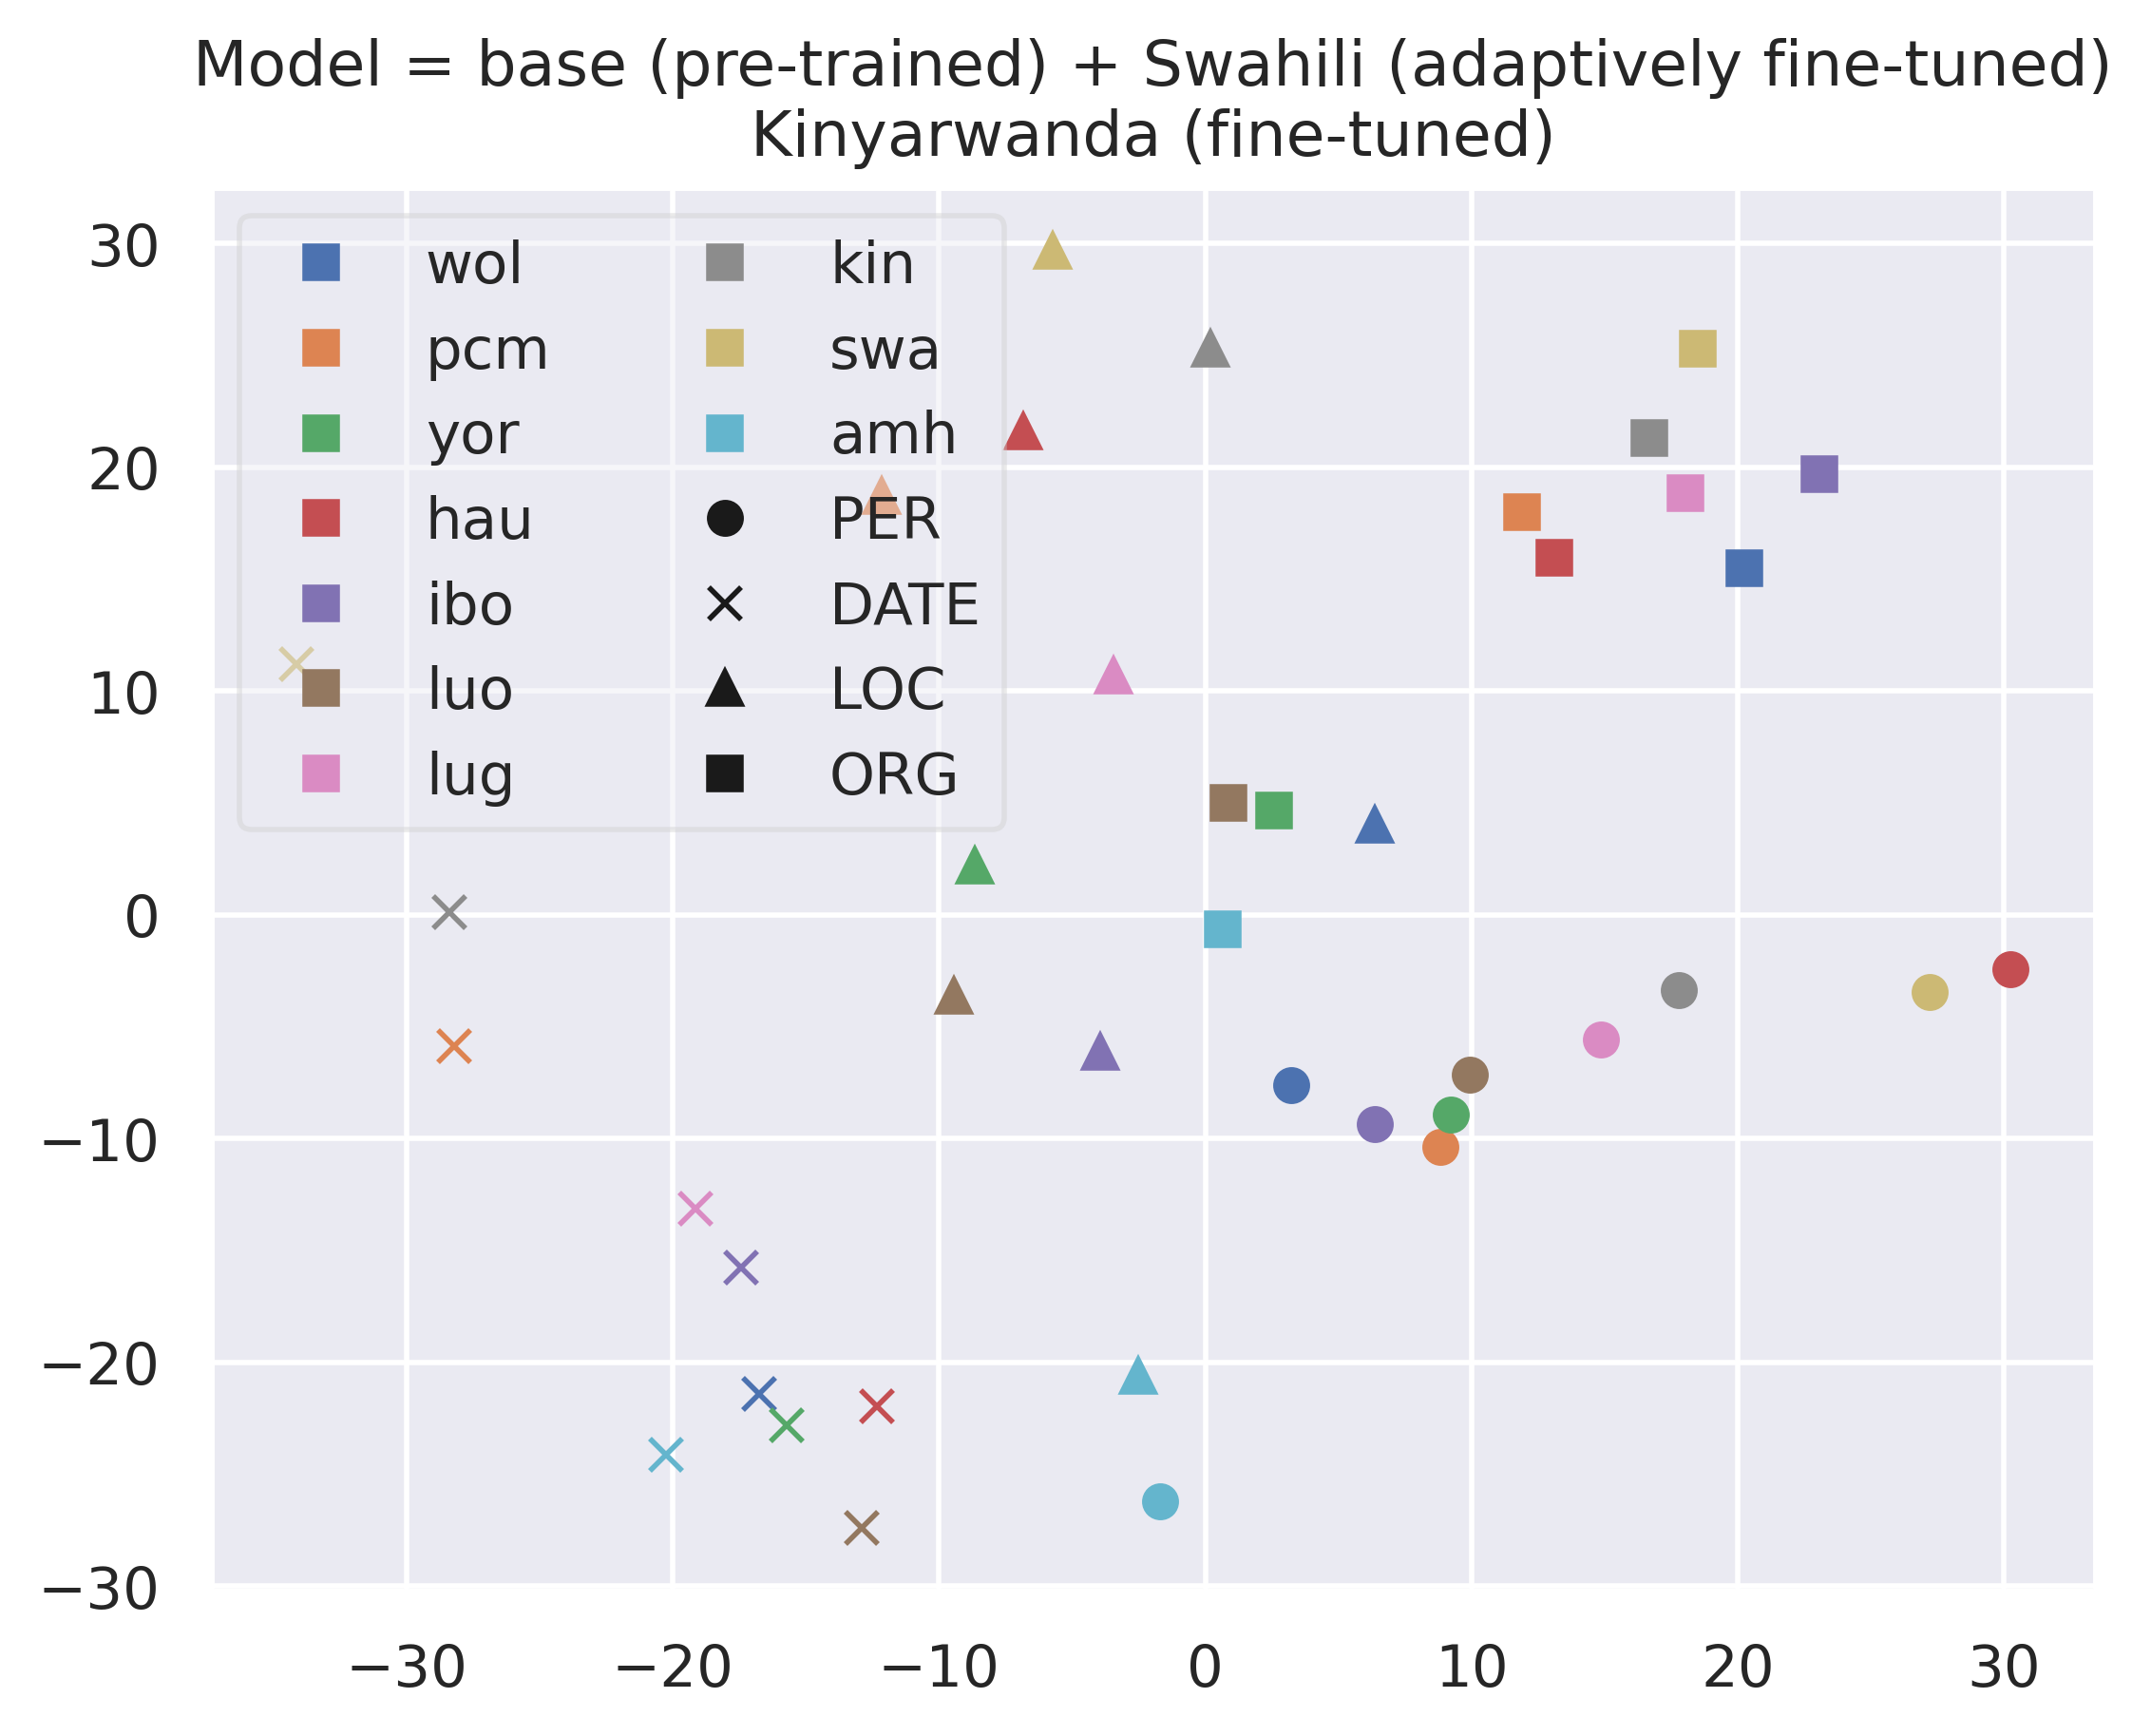 Model = base (pre-trained) + Swahili (adaptively fine-tuned)
Kinyarwanda (fine-tuned)
30
20
10
0
−10
−20
−30
wol
pcm
yor
hau
ibo
luo
lug
kin
swa
amh
PER
DATE
LOC
ORG
−30
−20
−10
0
10
20
30